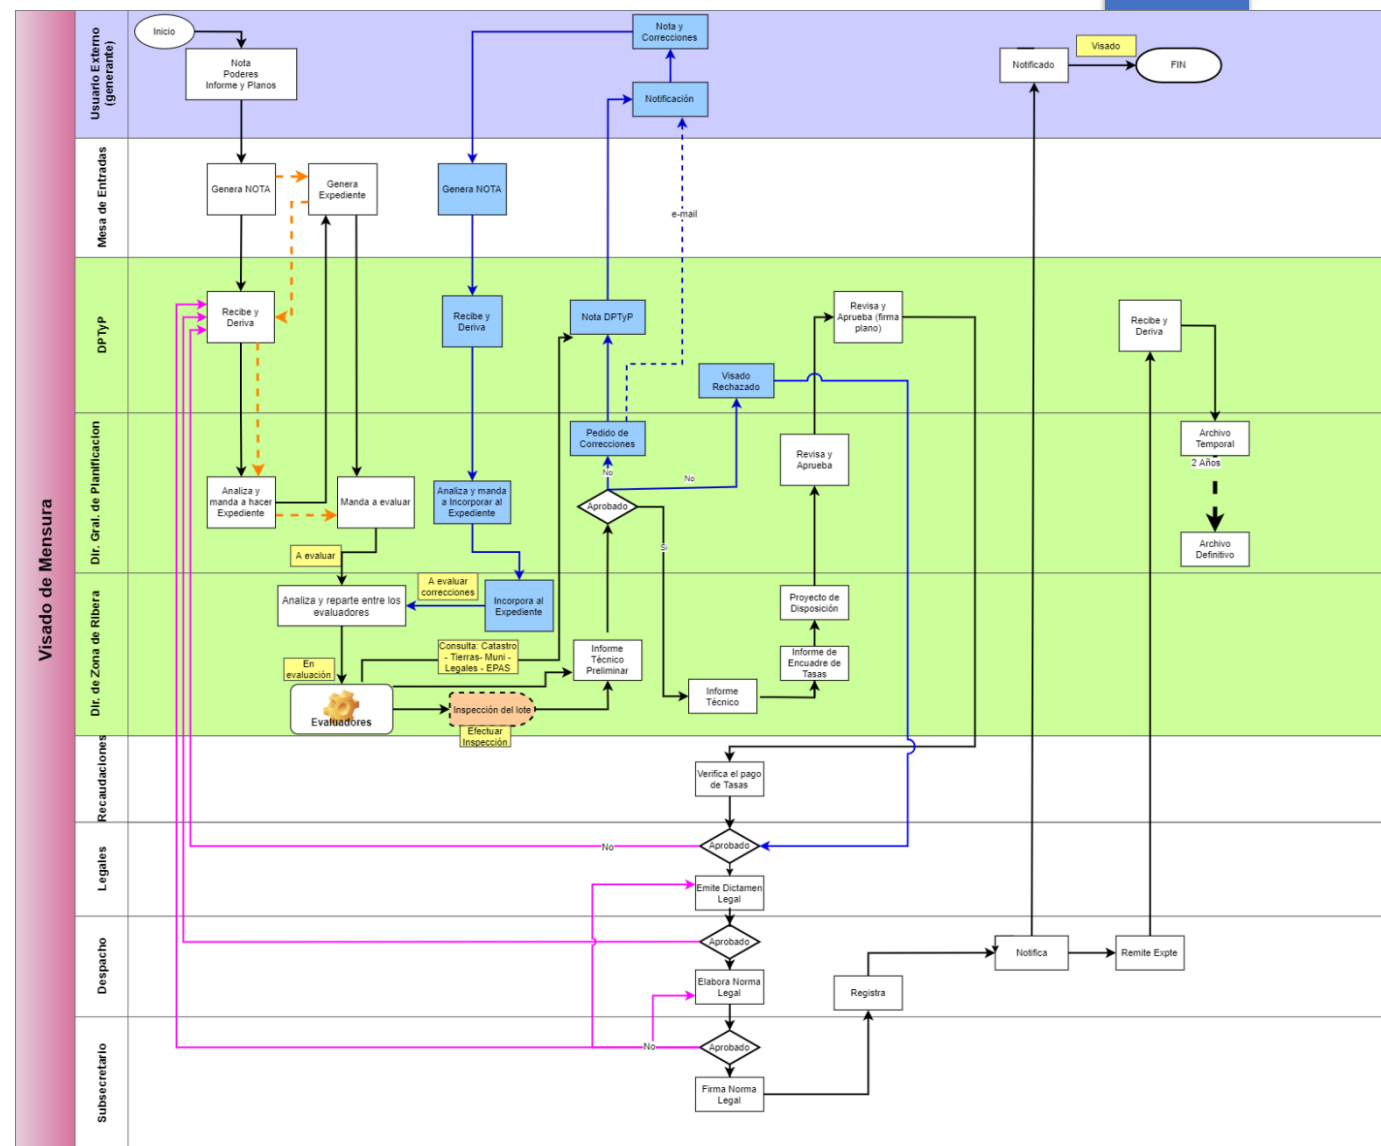 Visado de Mensura
Usuario Externo
(generante)
Inicio
Nota
Poderes
Informe y Planos
Nota y
Correcciones
Notificación
Notificado
Visado
FIN
Mesa de Entradas
Genera NOTA
Genera
Expediente
Genera NOTA
e-mail
DPTyP
Recibe y
Deriva
Recibe y
Deriva
Nota DPTyP
Visado
Rechazado
Revisa y
Aprueba (firma
plano)
Recibe y
Deriva
Dir. Gral. de Planificacion
Analiza y
manda a hacer
Expediente
Manda a evaluar
A evaluar
Analiza y manda
a Incorporar al
Expediente
Pedido de
Correcciones
No
No
Aprobado
Si
Revisa y
Aprueba
Archivo
Temporal
2 Años
Archivo
Definitivo
Dir. de Zona de Ribera
Analiza y reparte entre los
evaluadores
A evaluar
correcciones
Incorpora al
Expediente
En
evaluación
Evaluadores
Consulta: Catastro
- Tierras- Muni -
Legales - EPAS
Inspección del lote
Efectuar
Inspección
Informe
Técnico
Preliminar
Informe
Técnico
Proyecto de
Disposición
Informe de
Encuadre de
Tasas
Recaudaciones
Verifica el pago
de Tasas
Legales
No
Aprobado
Emite Dictamen
Legal
Despacho
Aprobado
Elabora Norma
Legal
Registra
Notifica
Remite Expte
Subsecretario
No
Aprobado
Firma Norma
Legal